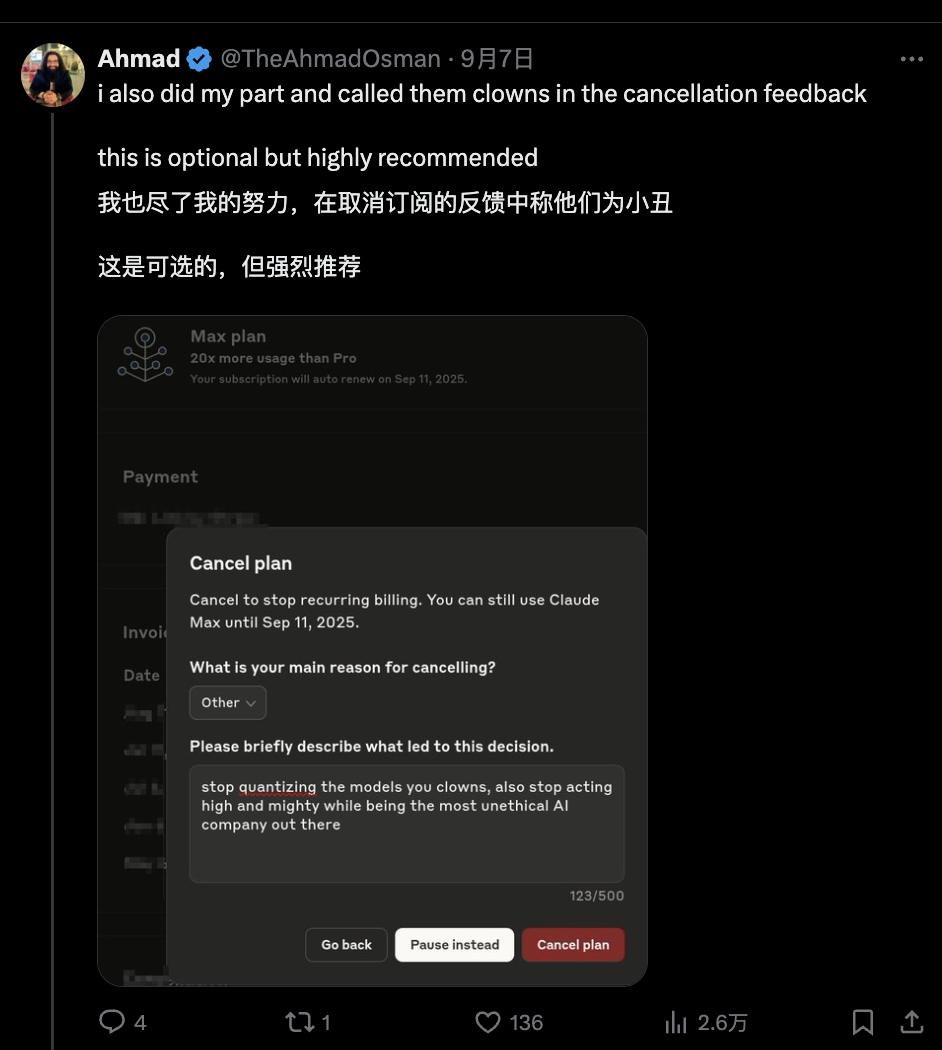 Ahmad @TheAhmadOsman · 9月7日
i also did my part and called them clowns in the cancellation feedback
this is optional but highly recommended
我也尽了我的努力，在取消订阅的反馈中称他们为小丑
这是可选的，但强烈推荐
Max plan
20x more usage than Pro
Your subscription will auto renew on Sep 11, 2025.
Payment
Cancel plan
Cancel to stop recurring billing. You can still use Claude
Max until Sep 11, 2025.
Invoi
What is your main reason for cancelling?
Date
Other
Please briefly describe what led to this decision.
stop quantizing the models you clowns, also stop acting
high and mighty while being the most unethical AI
company out there
123/500
Go back
Pause instead
Cancel plan
4
1
136
2.6万